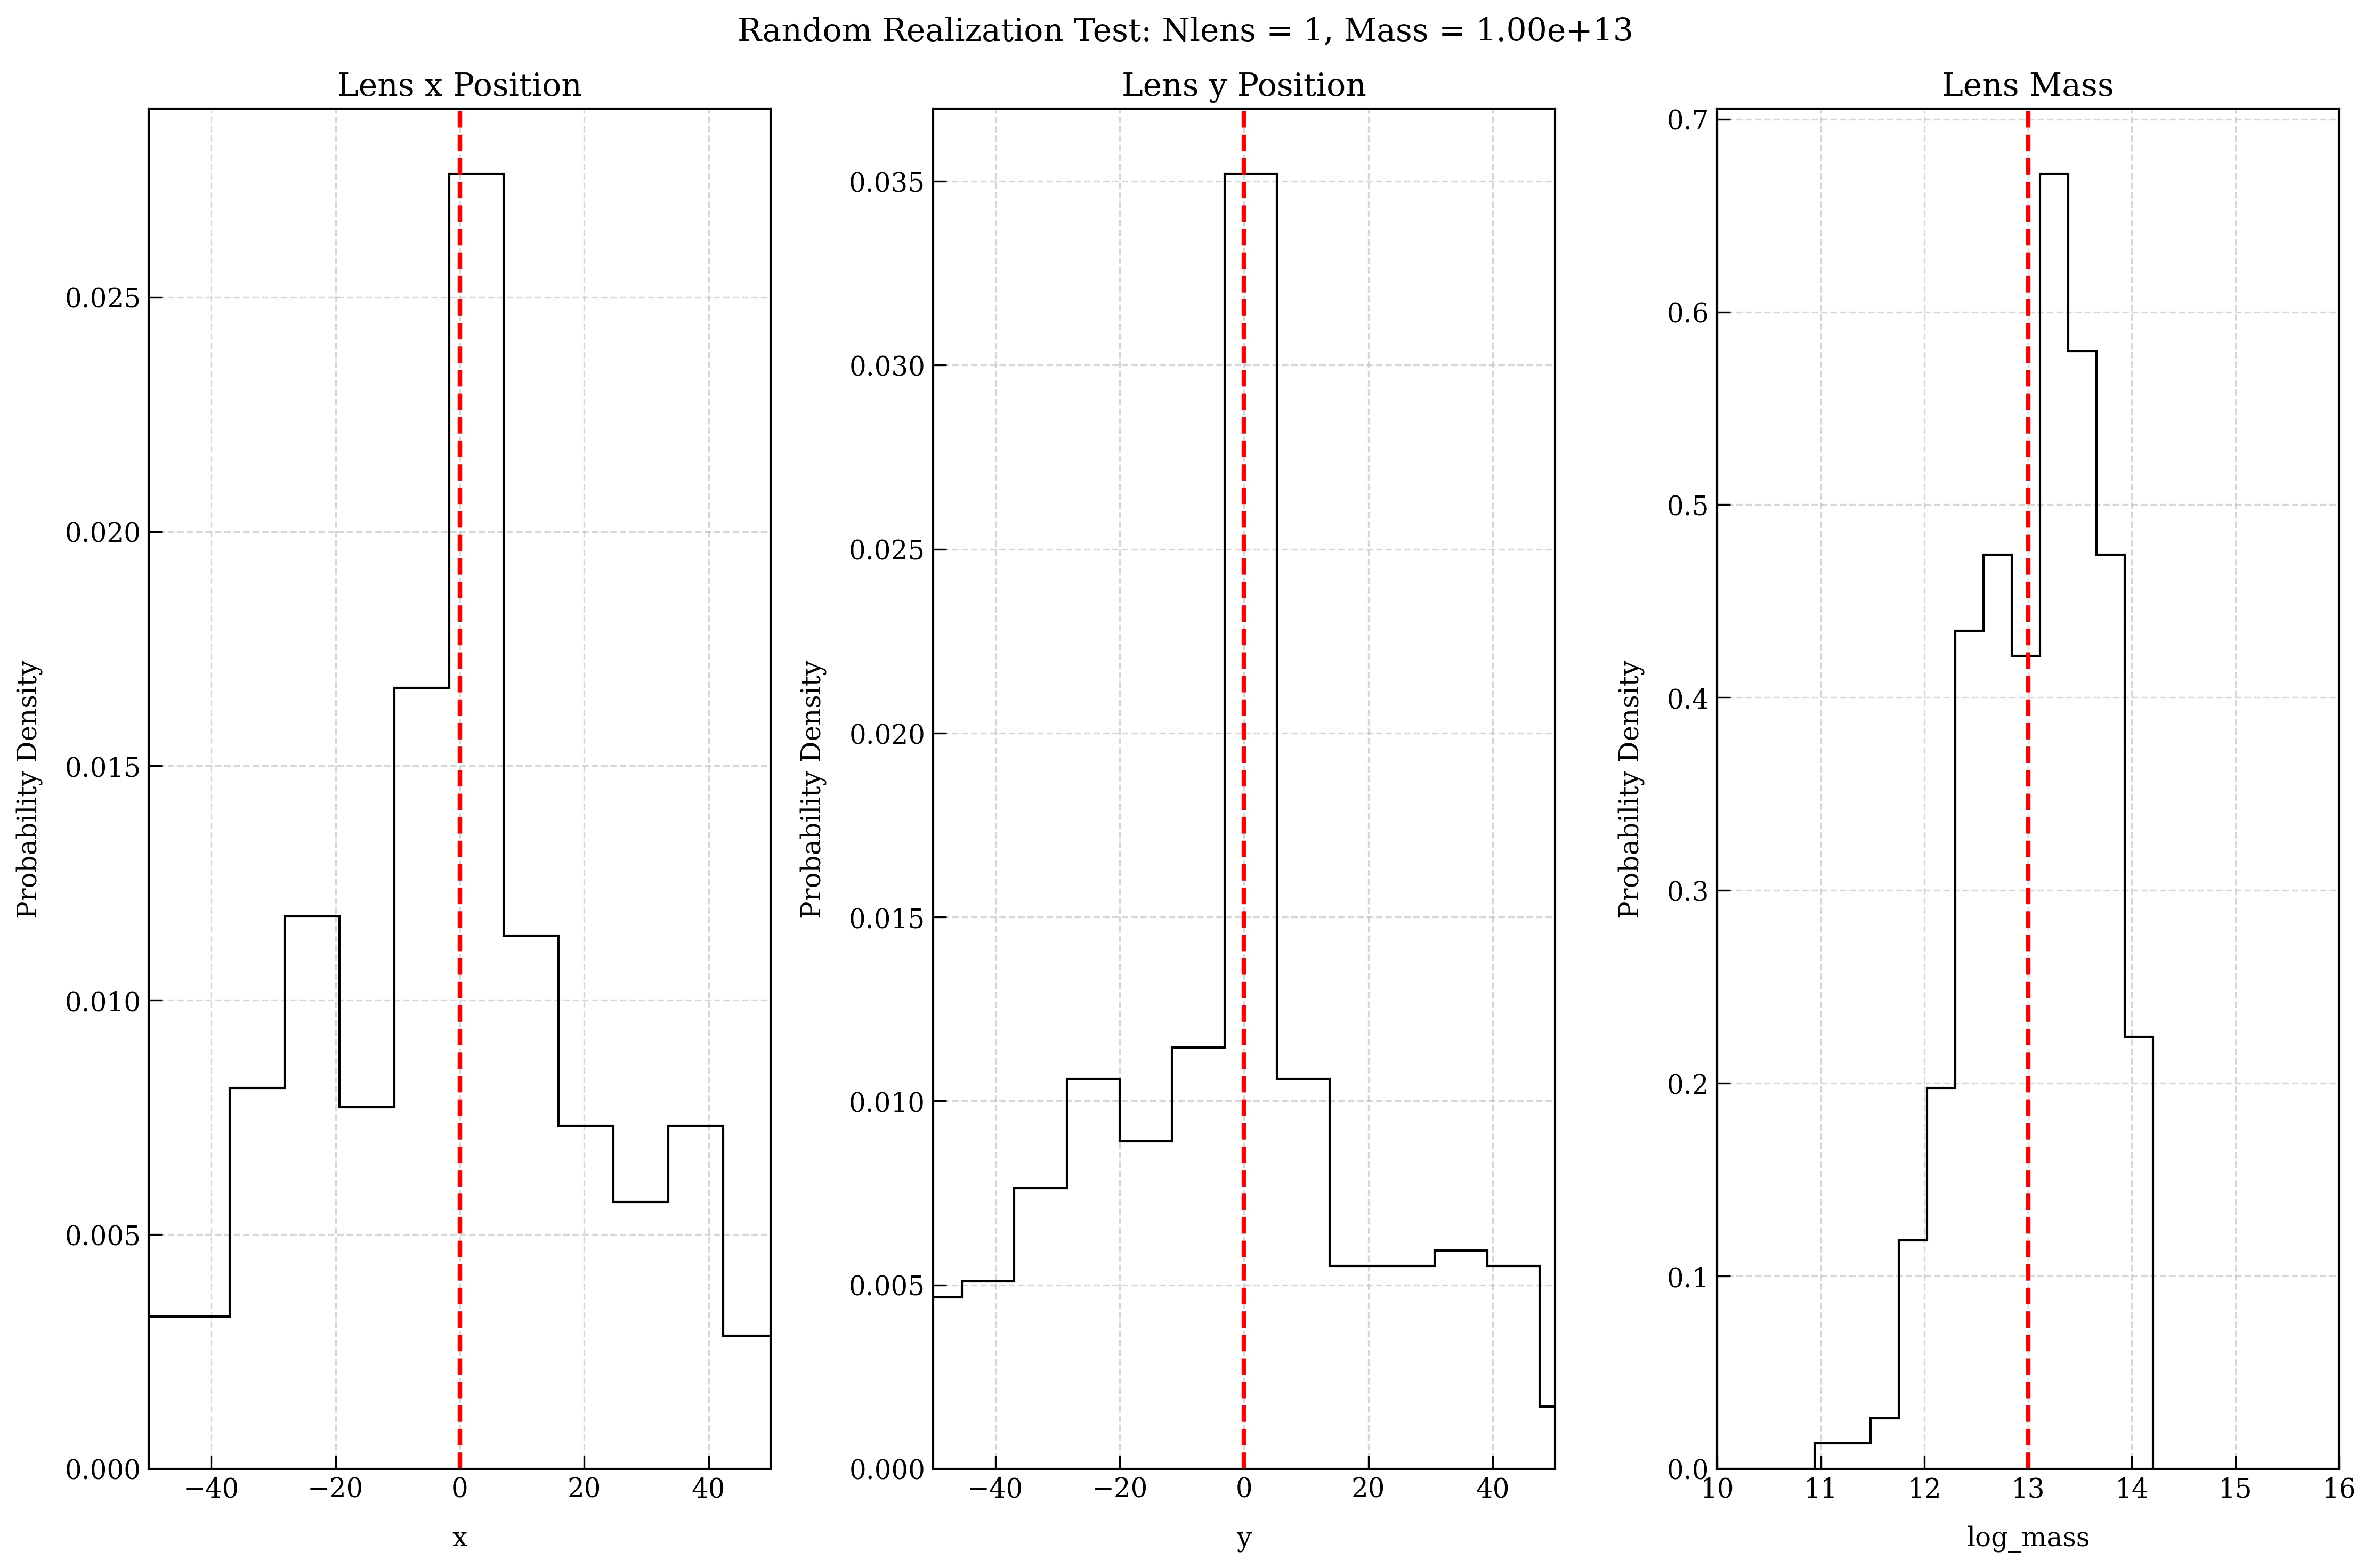 Random Realization Test: Nlens = 1, Mass = 1.00e+13
Lens x Position
Probability Density
0.025
0.020
0.015
0.010
0.005
0.000
−40 −20 0 20 40
x
Lens y Position
Probability Density
0.035
0.030
0.025
0.020
0.015
0.010
0.005
0.000
−40 −20 0 20 40
y
Lens Mass
Probability Density
0.7
0.6
0.5
0.4
0.3
0.2
0.1
0.0
10 11 12 13 14 15 16
log_mass